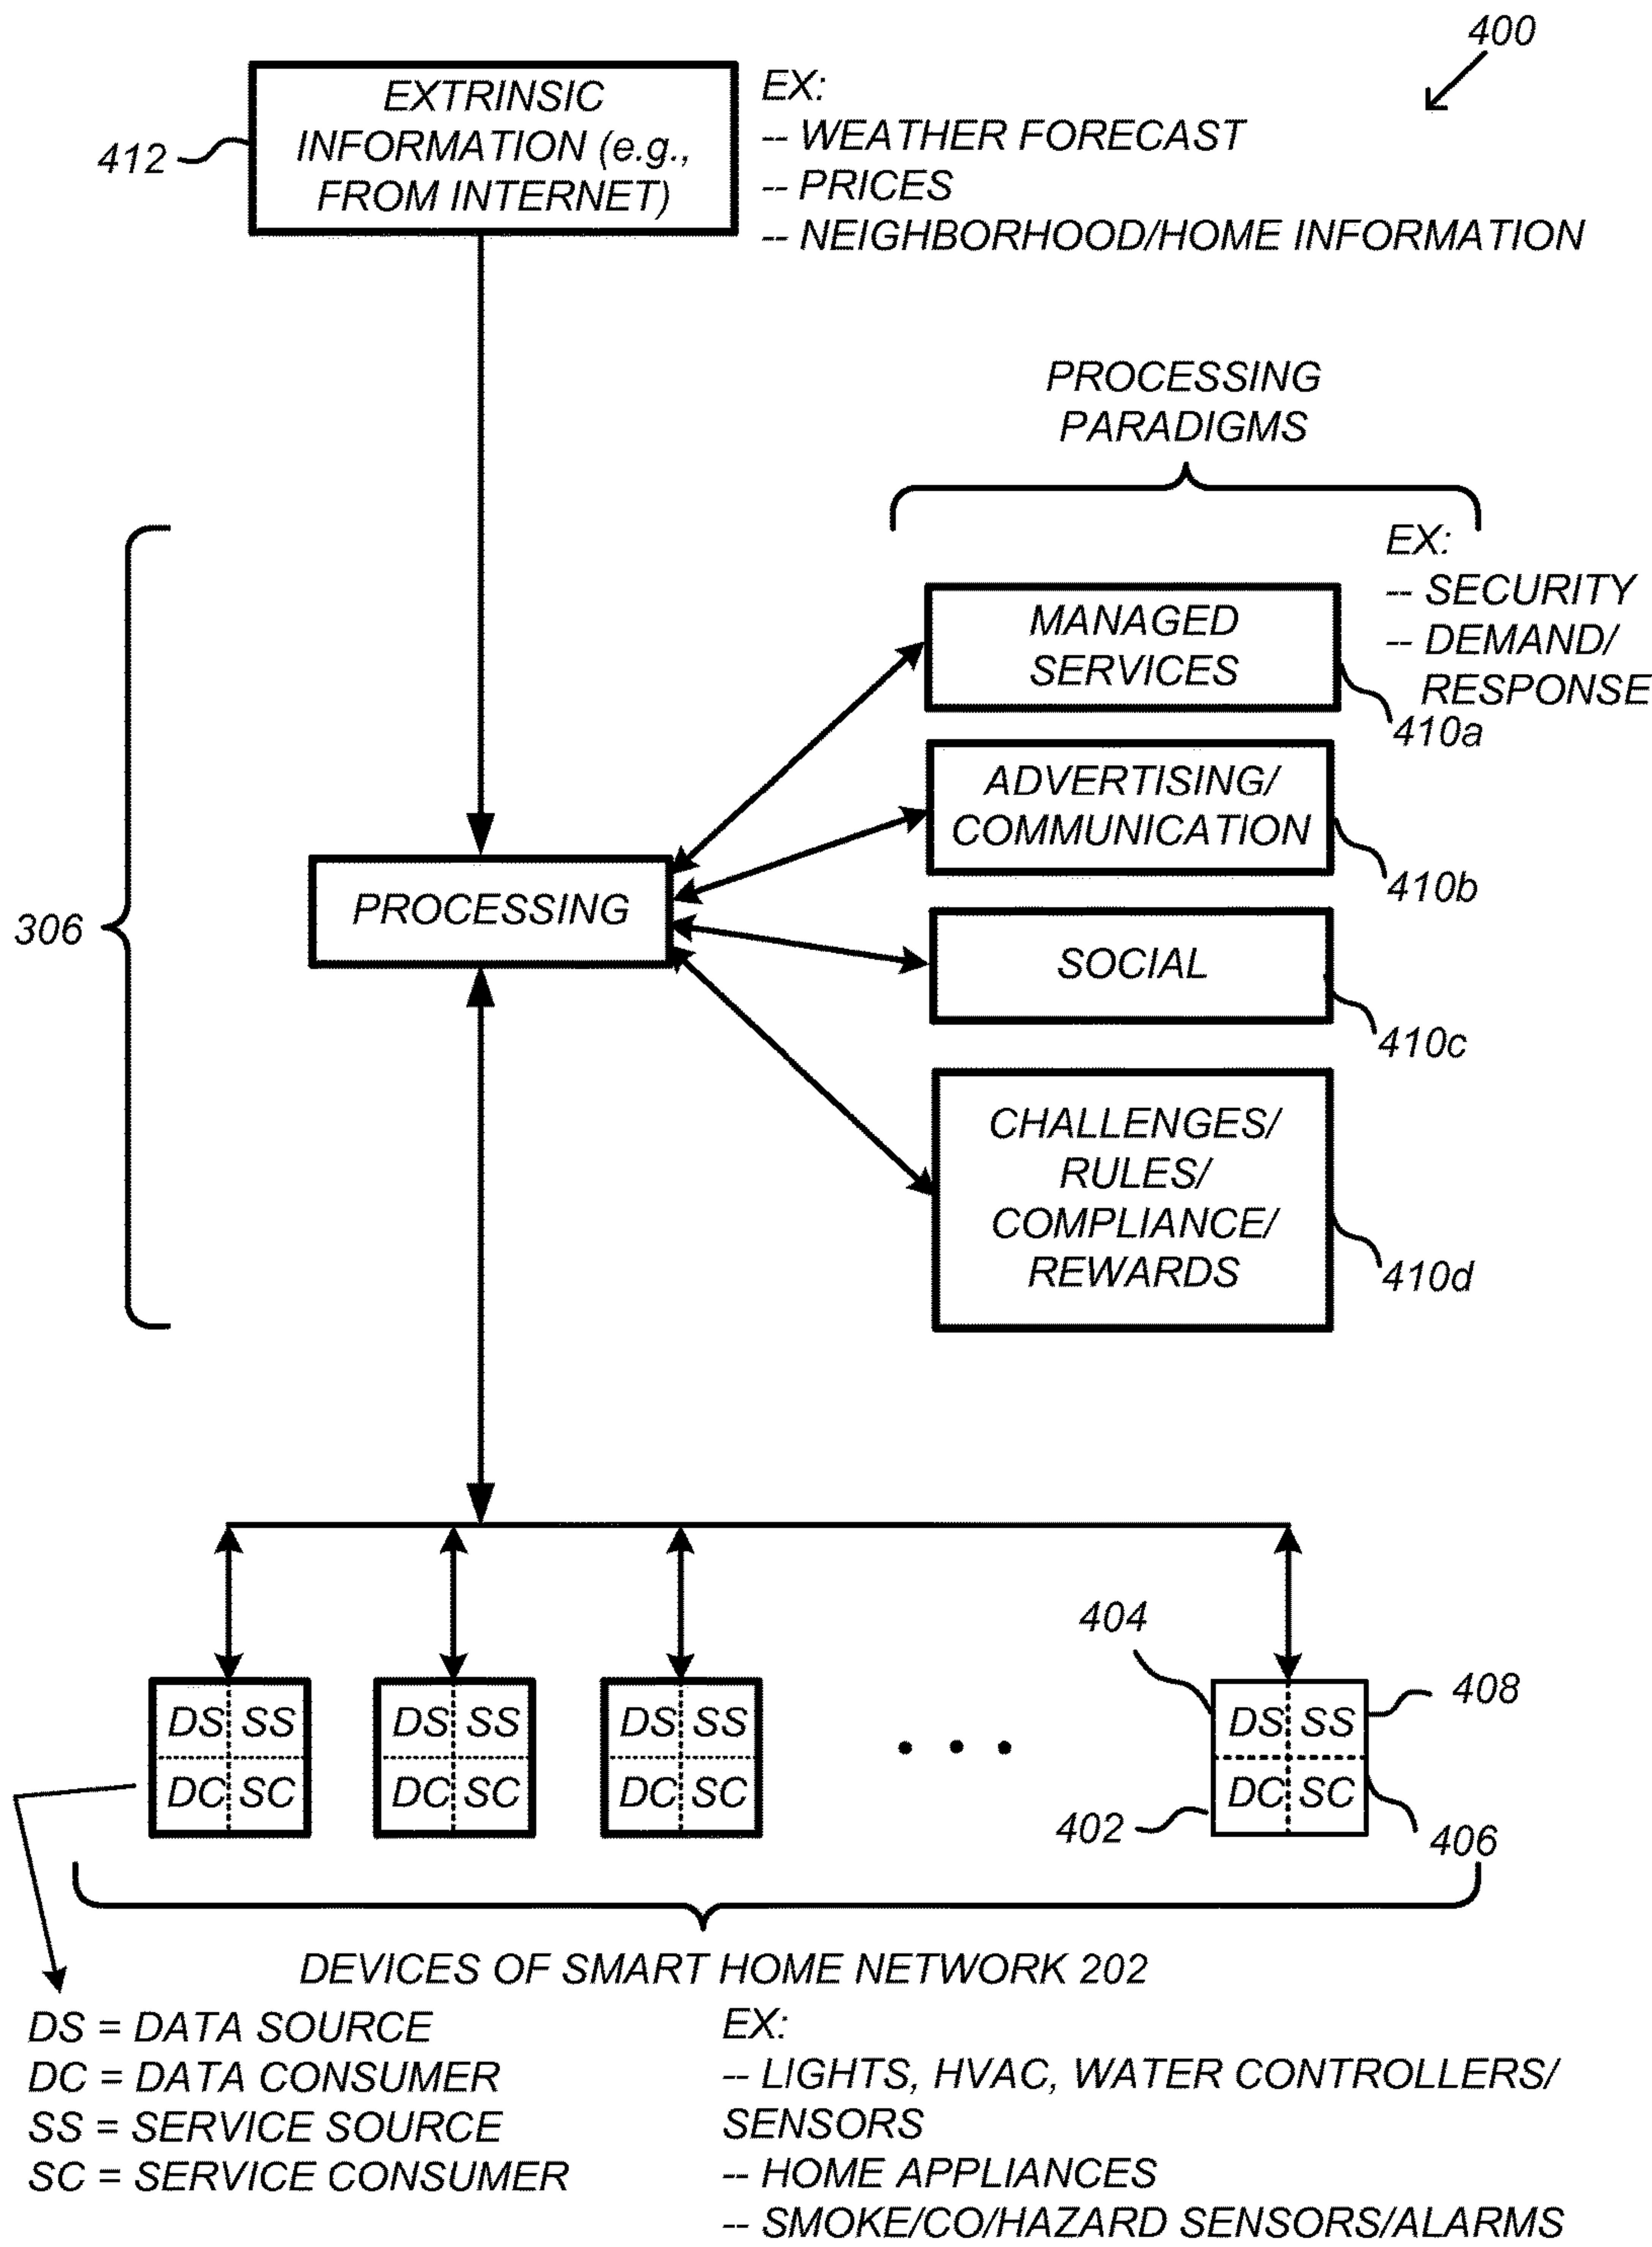 400
EXTRINSIC
INFORMATION (e.g.,
FROM INTERNET)
412
EX:
-- WEATHER FORECAST
-- PRICES
-- NEIGHBORHOOD/HOME INFORMATION
PROCESSING
PARADIGMS
EX:
-- SECURITY
-- DEMAND/
RESPONSE
MANAGED
SERVICES
410a
ADVERTISING/
COMMUNICATION
410b
306
PROCESSING
SOCIAL
410c
CHALLENGES/
RULES/
COMPLIANCE/
REWARDS
410d
404
408
DS SS
DC SC
DS SS
DC SC
DS SS
DC SC
. . .
DS SS
DC SC
402
406
DEVICES OF SMART HOME NETWORK 202
DS = DATA SOURCE
DC = DATA CONSUMER
SS = SERVICE SOURCE
SC = SERVICE CONSUMER
EX:
-- LIGHTS, HVAC, WATER CONTROLLERS/
SENSORS
-- HOME APPLIANCES
-- SMOKE/CO/HAZARD SENSORS/ALARMS